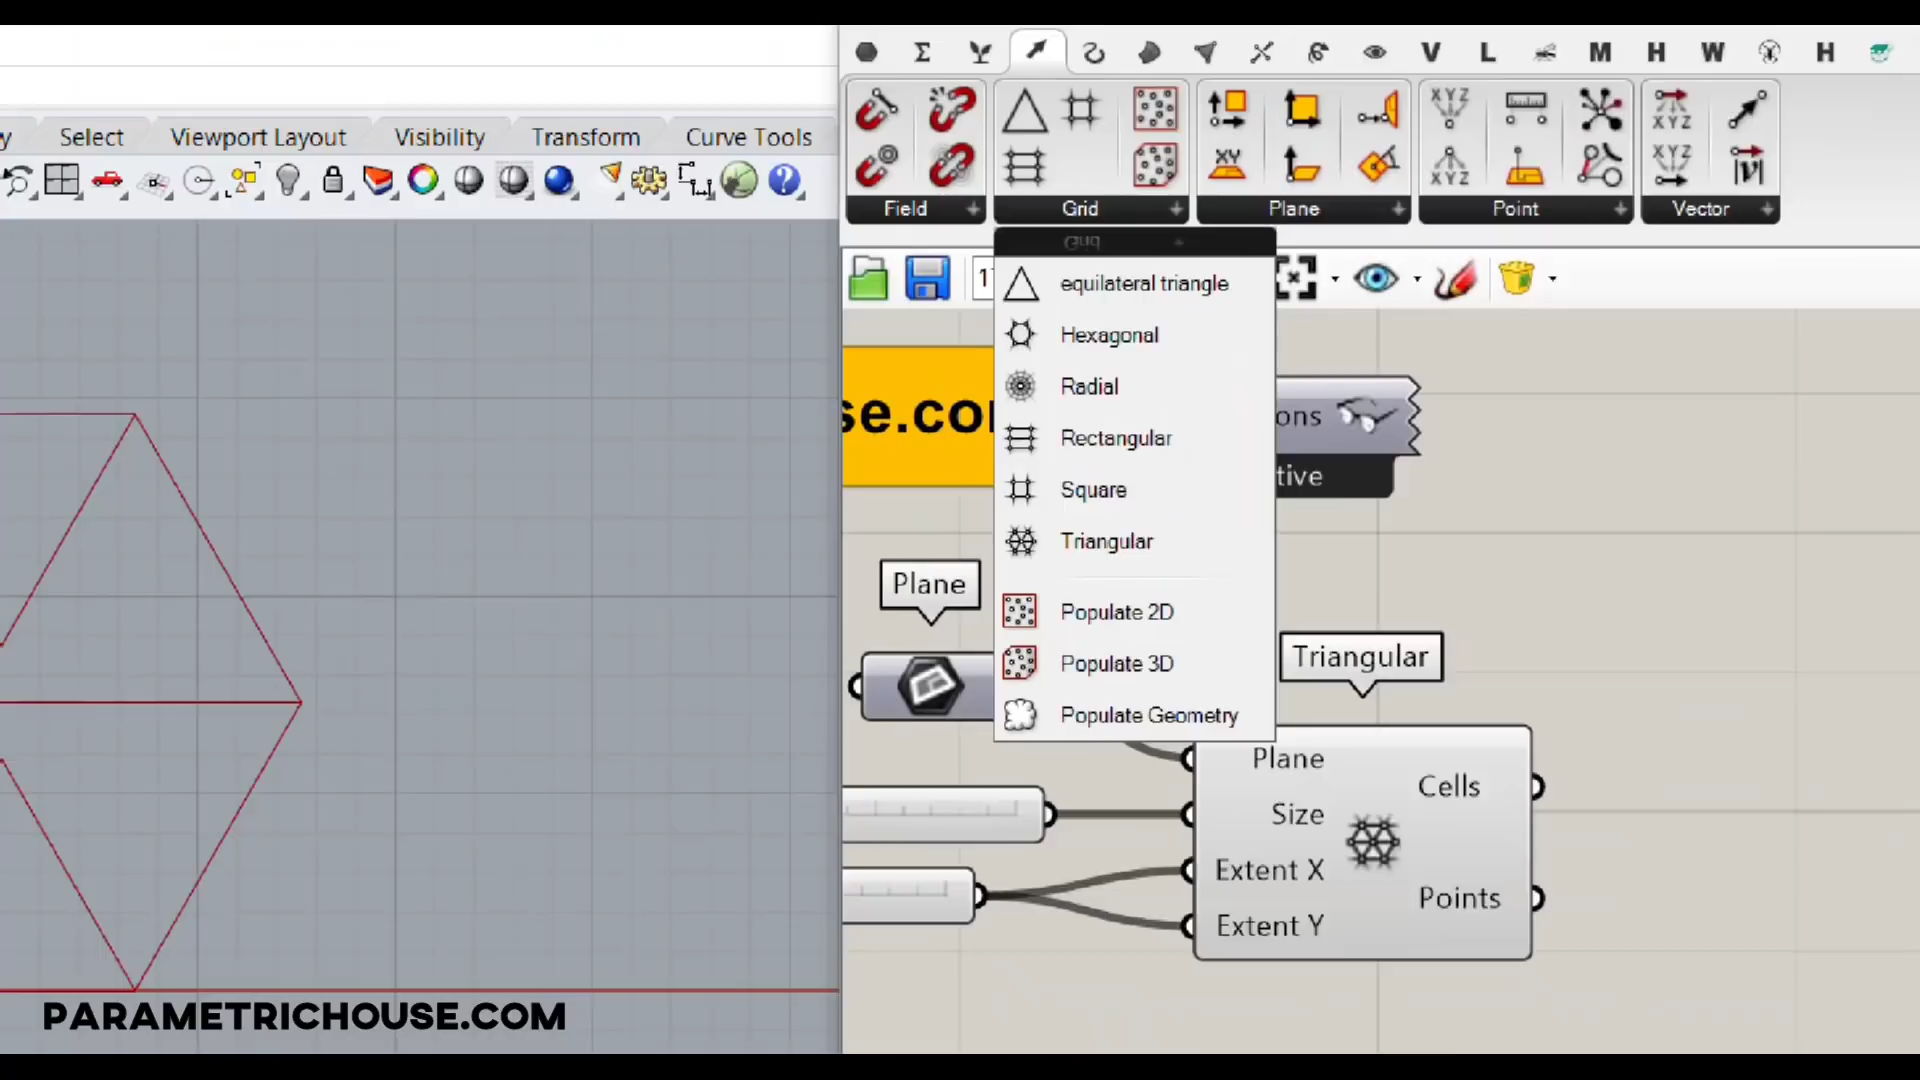 Σ V L M H W H
y Select Viewport Layout Visibility Transform Curve Tools
Field Grid Plane Point Vector
Grid
equilateral triangle
Hexagonal
Radial
Rectangular
Square
Triangular
Populate 2D
Populate 3D
Populate Geometry
se.co
ons
tive
Plane
Triangular
Plane
Size
Extent X
Extent Y
Cells
Points
PARAMETRICHOUSE.COM